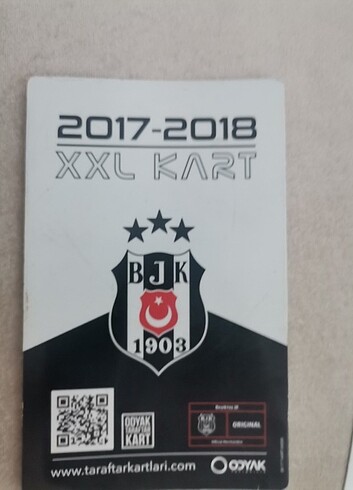 2017-2018
XXL KART
BJK
1903
ODYAK
TARAFTAR
KART
ORIGINAL
www.taraftarkartlari.com
ODYAK